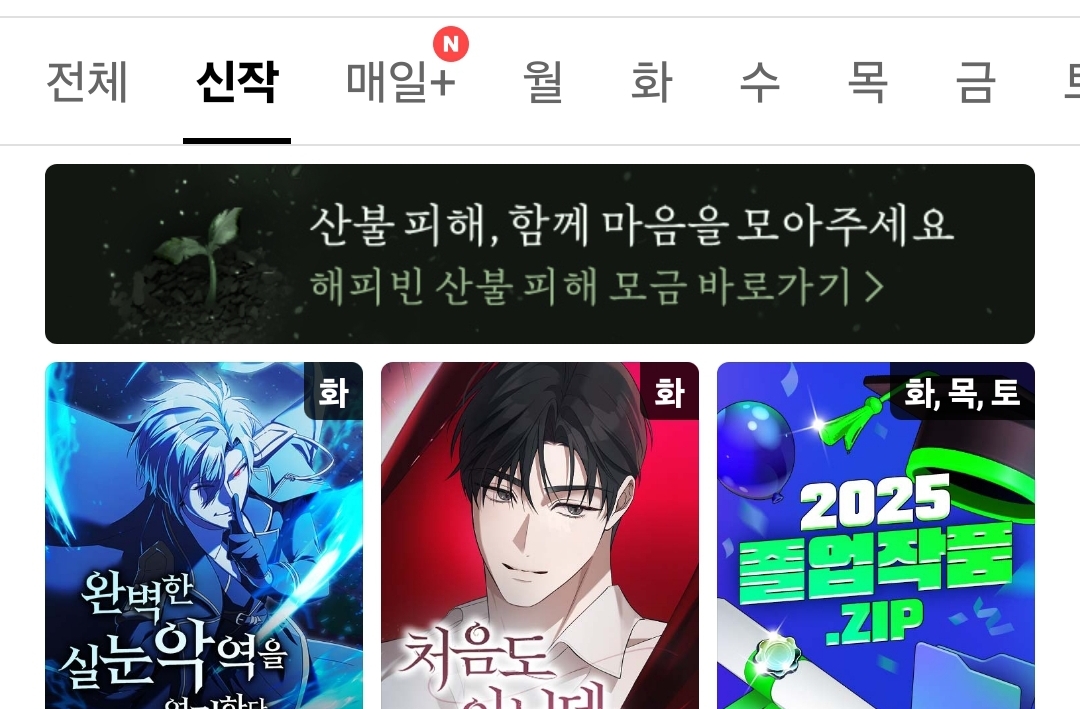 전체 신작 매일+ N 월 화 수 목 금
산불 피해, 함께 마음을 모아주세요
해피빈 산불 피해 모금 바로가기 >
화
완벽한
실눈악역을
화
처음도
화, 목, 토
2025
졸업작품
.ZIP